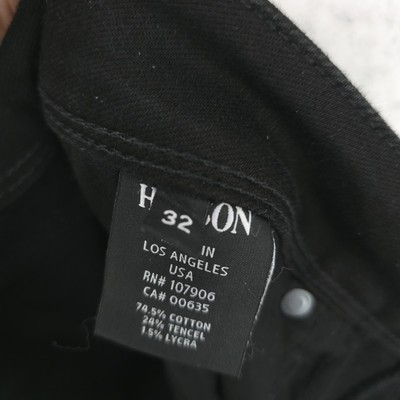 H SON
32
IN
LOS ANGELES
USA
RN# 107906
CA# 00635
74.5% COTTON
24% TENCEL
1.5% LYCRA